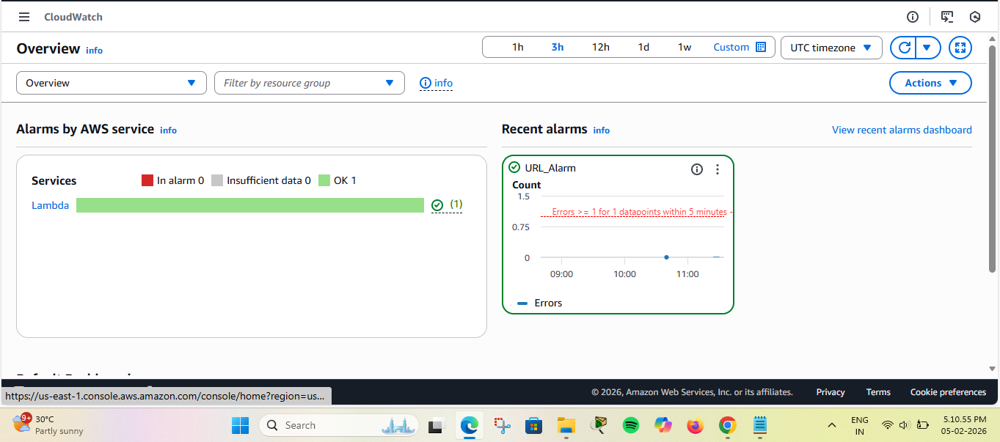 CloudWatch
Overview info
1h 3h 12h 1d 1w Custom UTC timezone
Overview Filter by resource group info Actions
Alarms by AWS service info
Services In alarm 0 Insufficient data 0 OK 1
Lambda (1)
Recent alarms info View recent alarms dashboard
URL_Alarm
Count
1.5
Errors >= 1 for 1 datapoints within 5 minutes
0.75
0
09:00 10:00 11:00
Errors
https://us-east-1.console.aws.amazon.com/console/home?region=us...
© 2026, Amazon Web Services, Inc. or its affiliates. Privacy Terms Cookie preferences
9+
30°C
Partly sunny
Search
ENG
IN
5.10.55 PM
05-02-2026